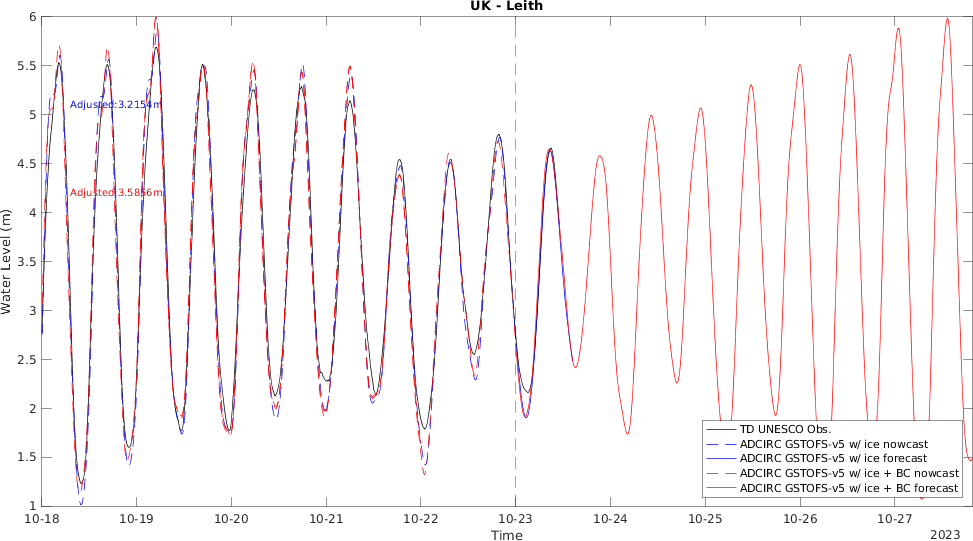 UK - Leith
6
5.5
5
4.5
4
3.5
3
2.5
2
1.5
1
Water Level (m)
Adjusted:3.2154m
Adjusted:3.5856m
TD UNESCO Obs.
ADCIRC GSTOFS-v5 w/ ice nowcast
ADCIRC GSTOFS-v5 w/ ice forecast
ADCIRC GSTOFS-v5 w/ ice + BC nowcast
ADCIRC GSTOFS-v5 w/ ice + BC forecast
10-18 10-19 10-20 10-21 10-22 10-23 10-24 10-25 10-26 10-27
Time
2023